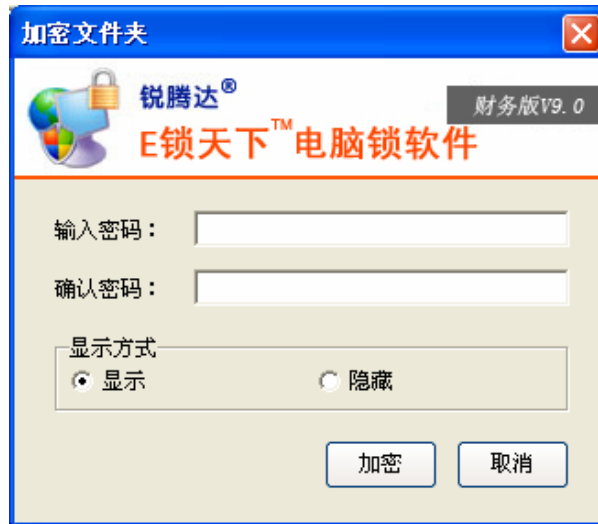 加密文件夹
锐腾达®
财务版V9.0
E锁天下™电脑锁软件
输入密码：
确认密码：
显示方式
显示 隐藏
加密 取消